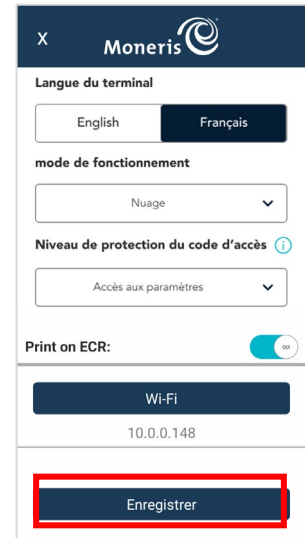 X Moneris
Langue du terminal
English Français
mode de fonctionnement
Nuage
Niveau de protection du code d'accès i
Accès aux paramètres
Print on ECR: OUI
Wi-Fi
10.0.0.148
Enregistrer